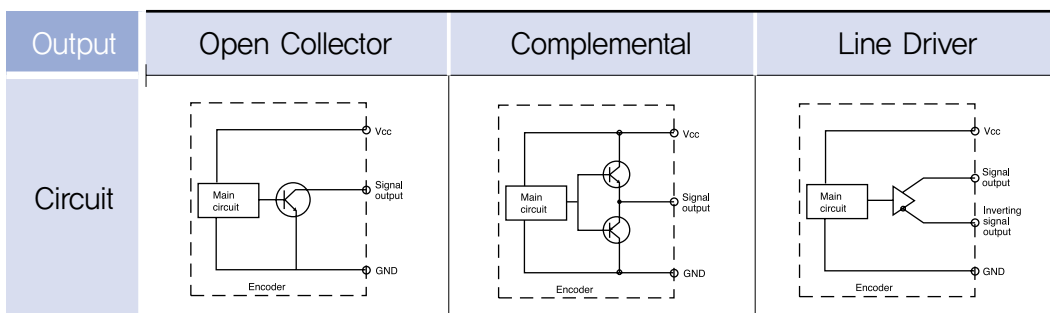 Output
Open Collector
Complemental
Line Driver
Circuit
Vcc
Main
circuit
Signal
output
GND
Encoder
Vcc
Main
circuit
Signal
output
GND
Encoder
Vcc
Main
circuit
Signal
output
Inverting
signal
output
GND
Encoder